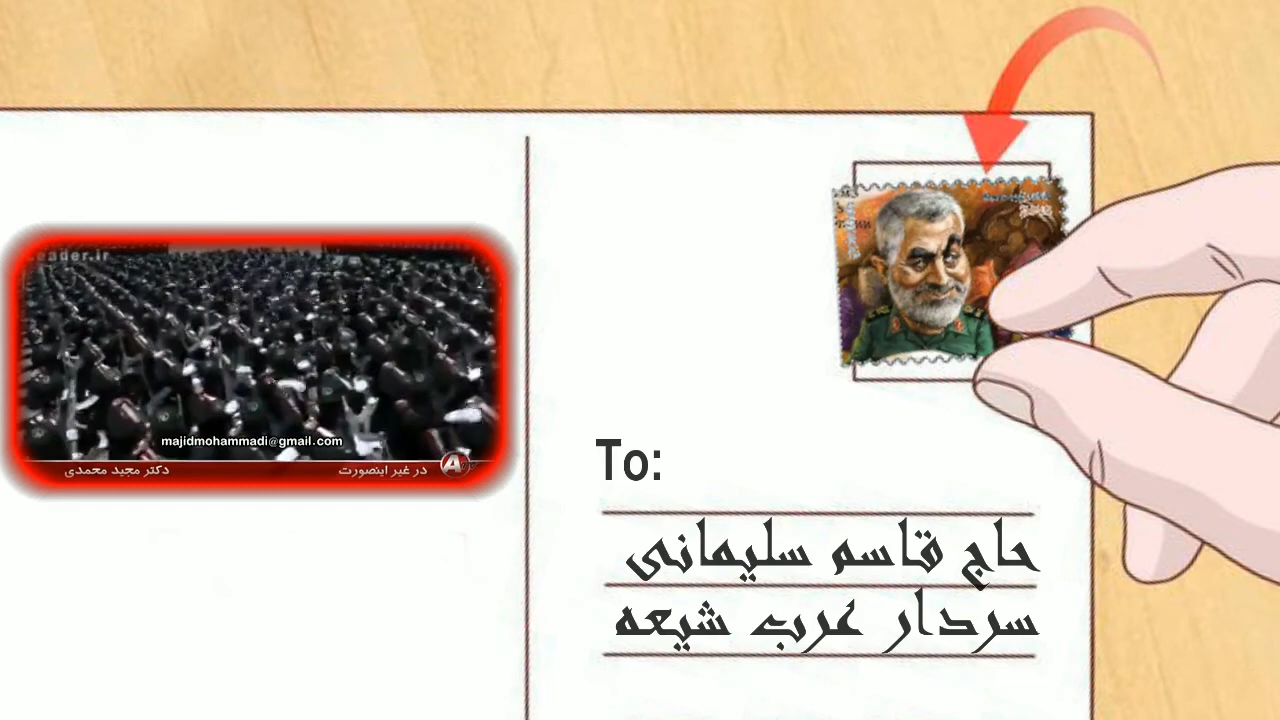 Leader.ir
majidmohammadi@gmail.com
در غیر اینصورت
دکتر مجید محمدی
To:
حاج قاسم سلیمانی
سردار عرب شیعه